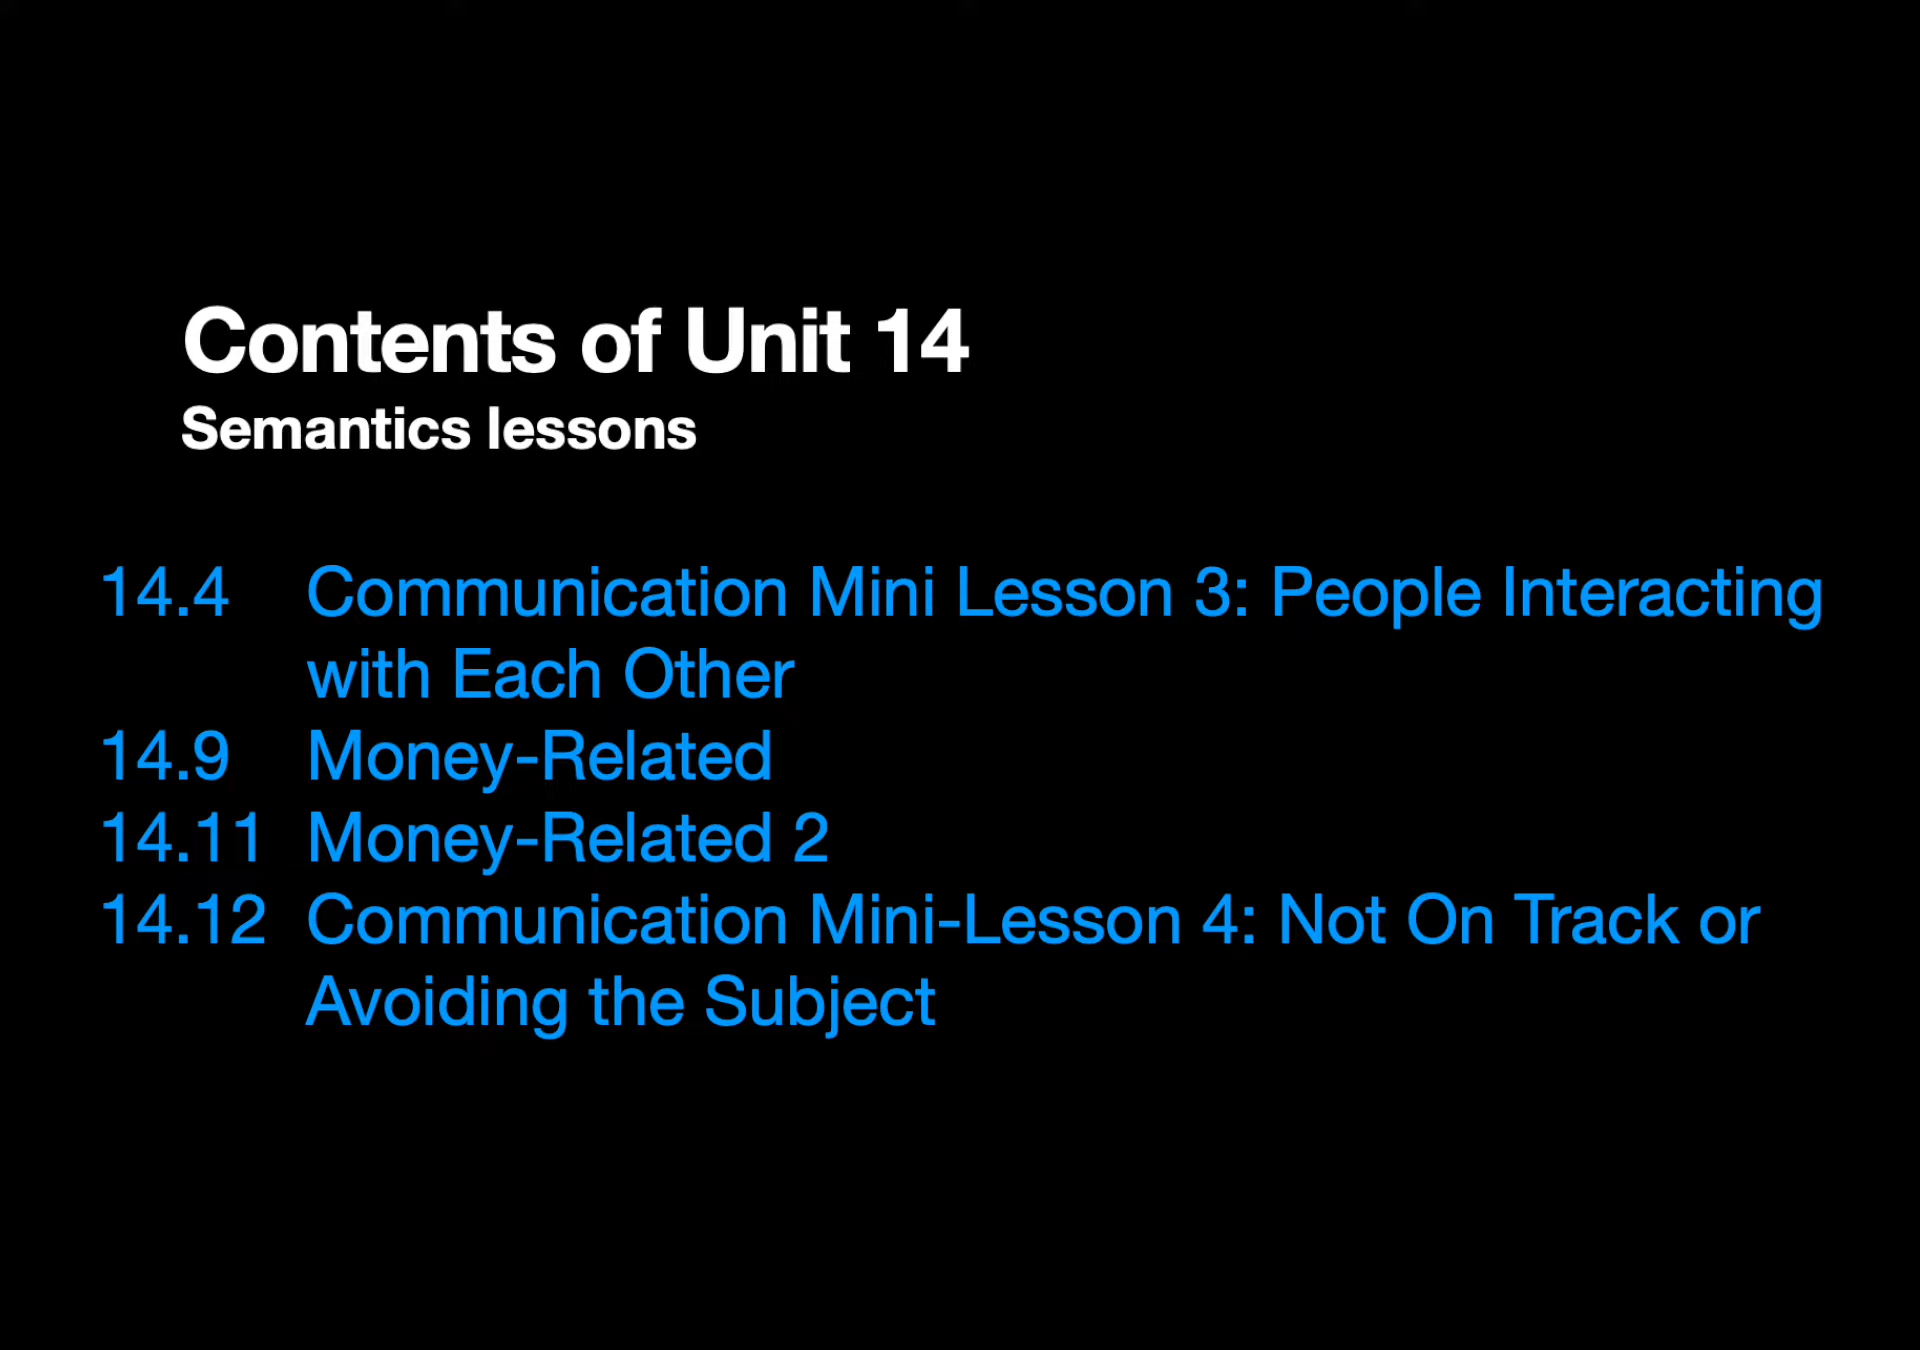 Contents of Unit 14
Semantics lessons
14.4 Communication Mini Lesson 3: People Interacting
with Each Other
14.9 Money-Related
14.11 Money-Related 2
14.12 Communication Mini-Lesson 4: Not On Track or
Avoiding the Subject